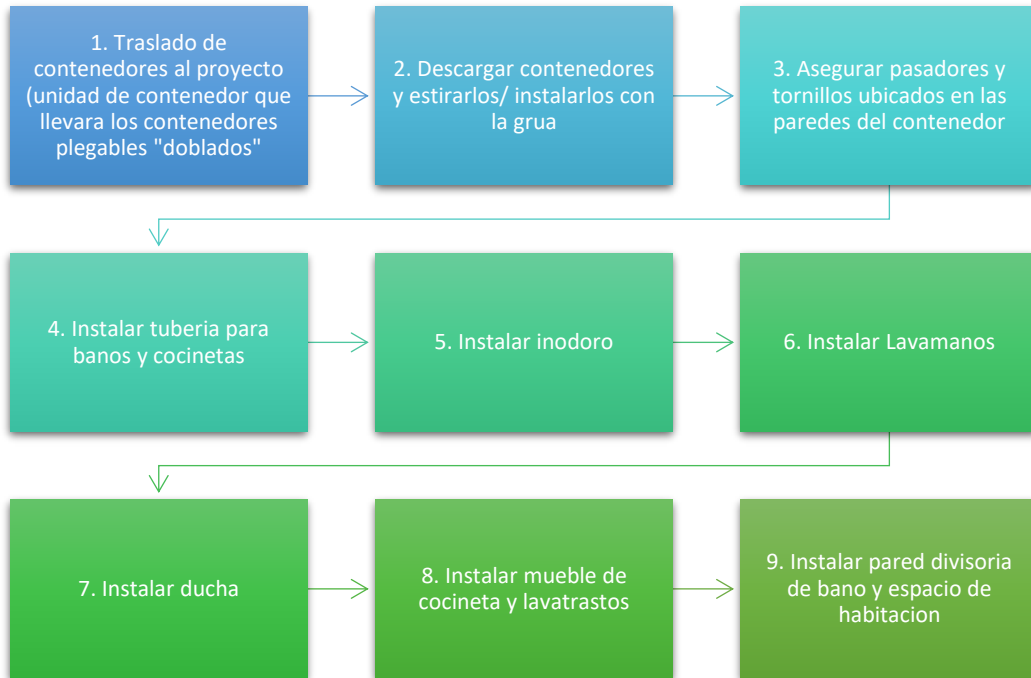 1. Traslado de
contenedores al proyecto
(unidad de contenedor que
llevara los contenedores
plegables "doblados"
2. Descargar contenedores
y estirarlos/ instalarlos con
la grua
3. Asegurar pasadores y
tornillos ubicados en las
paredes del contenedor
4. Instalar tuberia para
banos y cocinetas
5. Instalar inodoro
6. Instalar Lavamanos
7. Instalar ducha
8. Instalar mueble de
cocineta y lavatrastos
9. Instalar pared divisoria
de bano y espacio de
habitacion